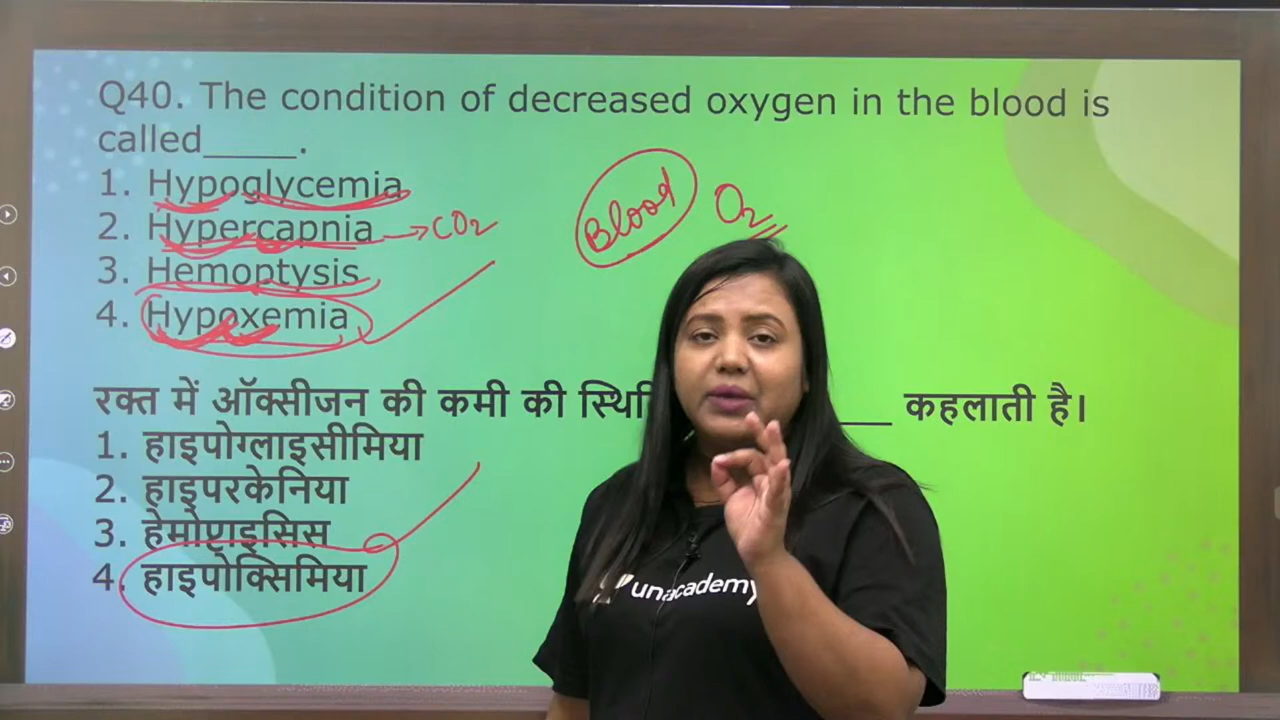 Q40. The condition of decreased oxygen in the blood is
called_____.
1. Hypoglycemia
2. Hypercapnia → CO2
3. Hemoptysis
4. Hypoxemia
Blood O2
रक्त में ऑक्सीजन की कमी की ____ कहलाती है।
1. हाइपोग्लाइसीमिया
2. हाइपरकेनिया
3. हेमोप्टाइसिस
4. हाइपोक्सिमिया
unacademy